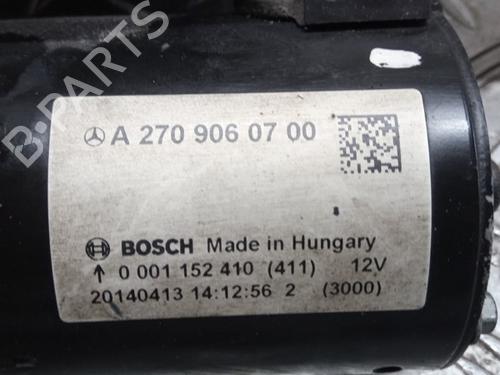 B-PARTS
A 270 906 07 00
BOSCH Made in Hungary
↑ 0 001 152 410 (411) 12V
20140413 14:12:56 2 (3000)